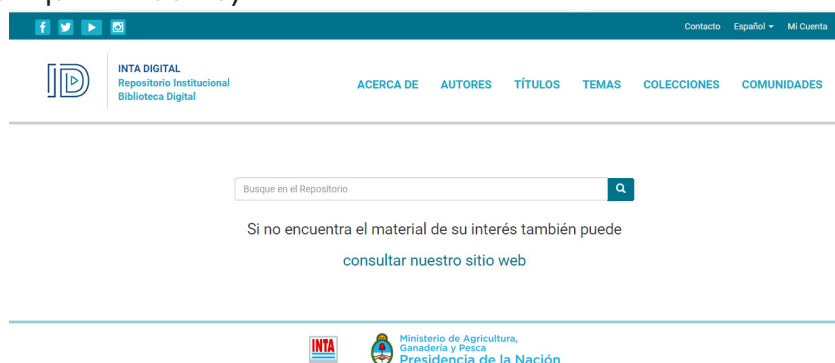 Contacto Español Mi Cuenta
INTA DIGITAL
Repositorio Institucional
Biblioteca Digital
ACERCA DE AUTORES TÍTULOS TEMAS COLECCIONES COMUNIDADES
Busque en el Repositorio
Si no encuentra el material de su interés también puede
consultar nuestro sitio web
INTA
Ministerio de Agricultura,
Ganadería y Pesca
Presidencia de la Nación